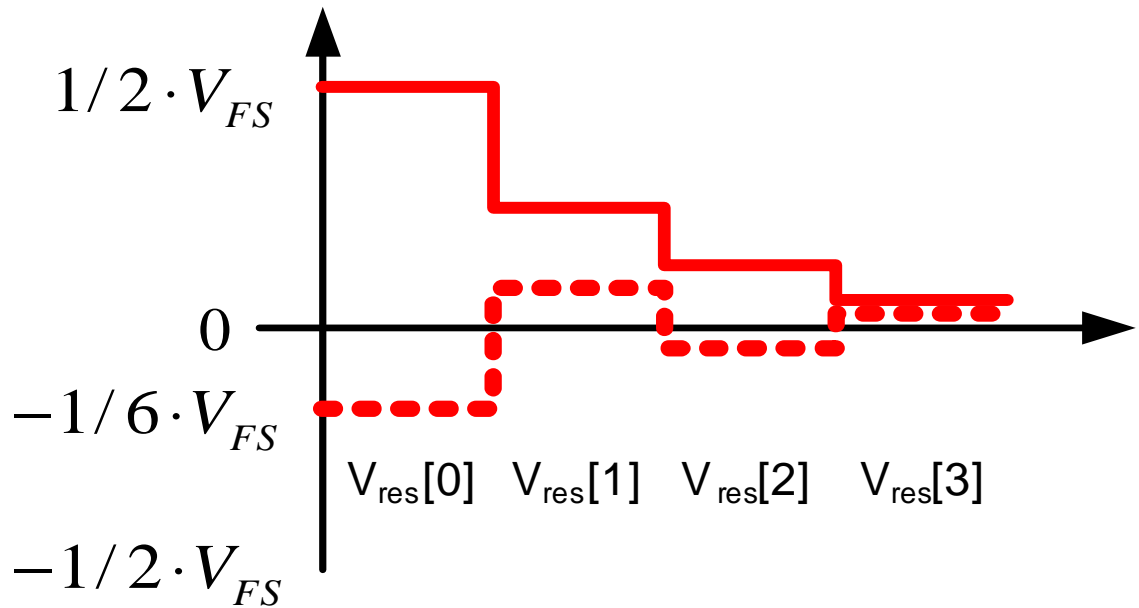 1/2·V_FS
0
−1/6·V_FS
V_res[0] V_res[1] V_res[2] V_res[3]
−1/2·V_FS